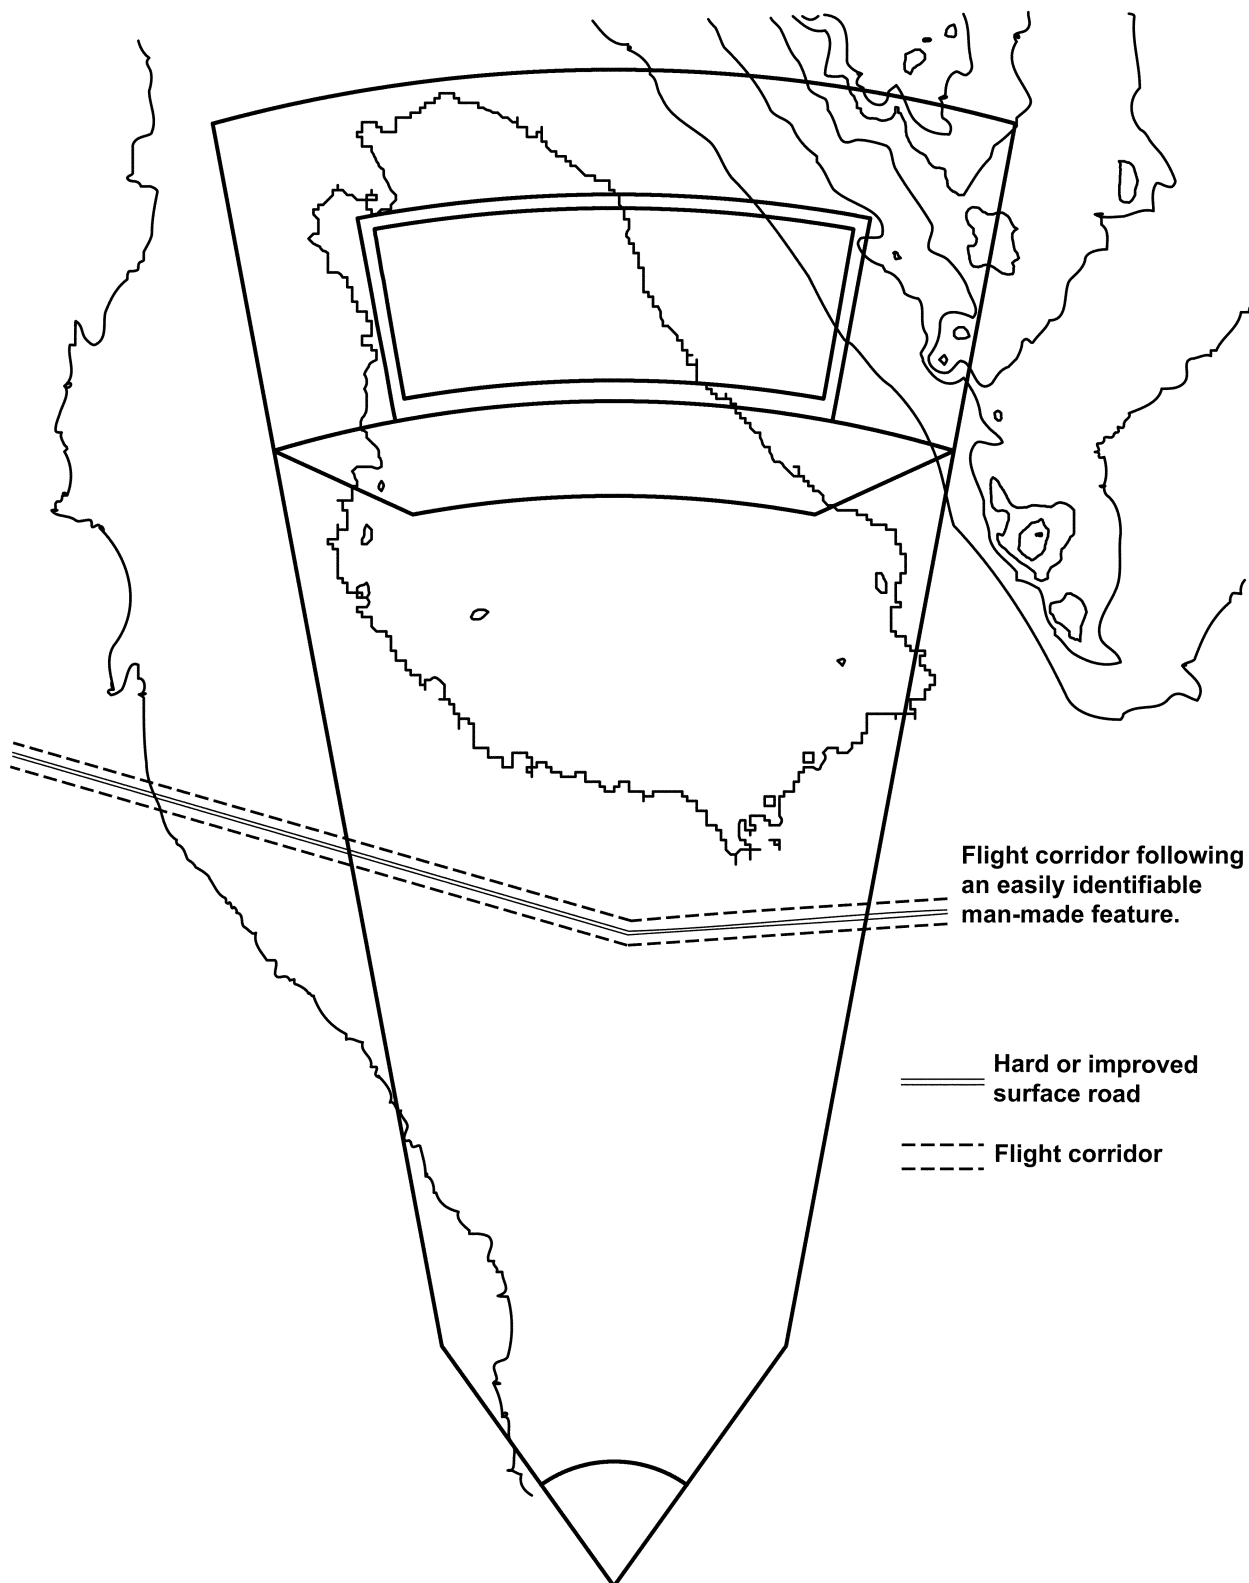 Flight corridor following
an easily identifiable
man-made feature.
Hard or improved
surface road
Flight corridor